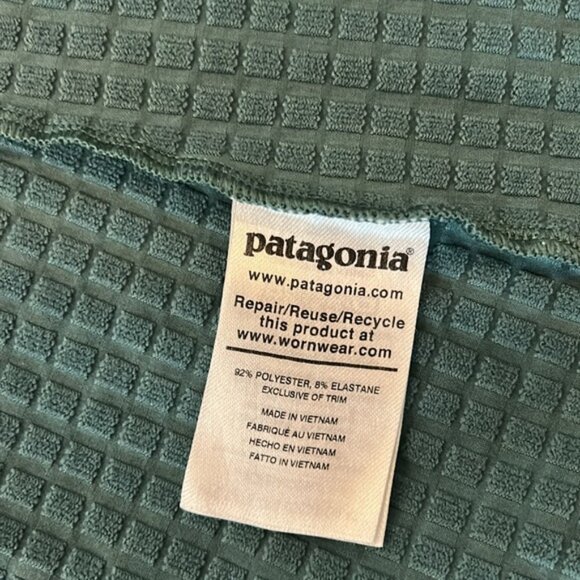 patagonia®
www.patagonia.com
Repair/Reuse/Recycle
this product at
www.wornwear.com
92% POLYESTER, 8% ELASTANE
EXCLUSIVE OF TRIM
MADE IN VIETNAM
FABRIQUÉ AU VIETNAM
HECHO EN VIETNAM
FATTO IN VIETNAM